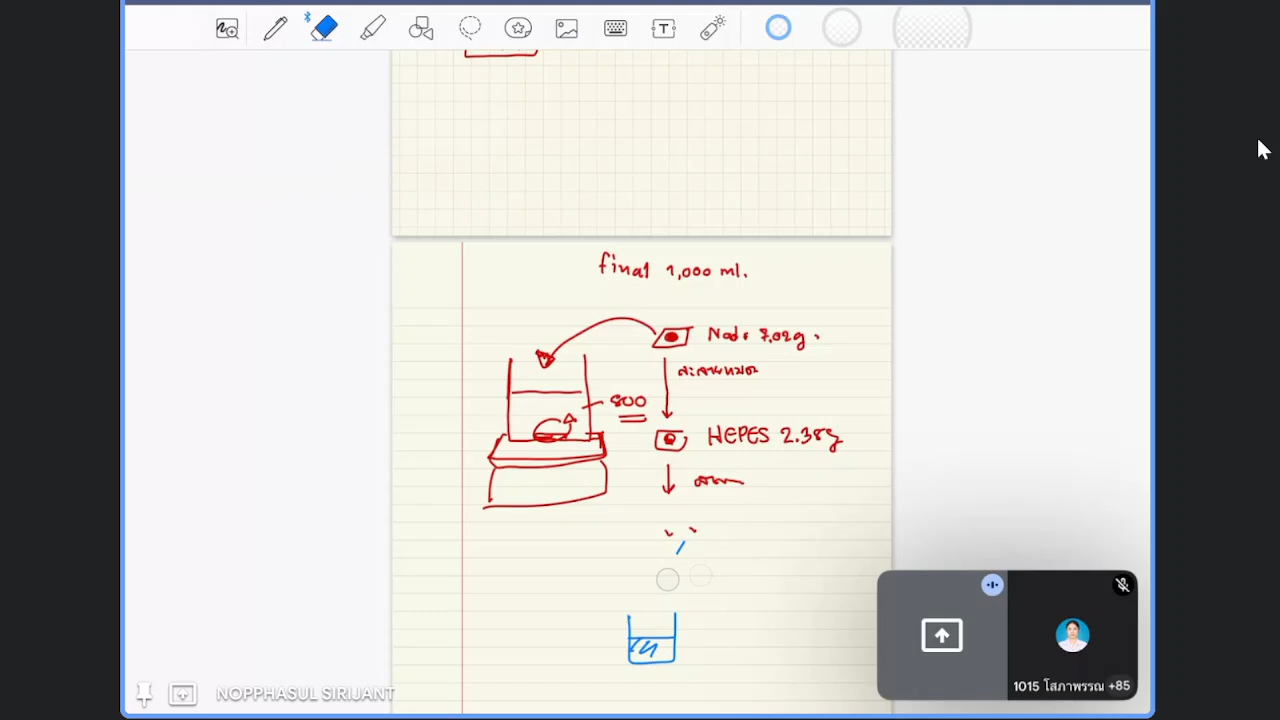 T
final 1,000 ml.
NaCl 7.02g.
ละลายหมด
800
HEPES 2.38g
NOPPHASUL SIRIJANT
1015 โสภาพรรณ +85